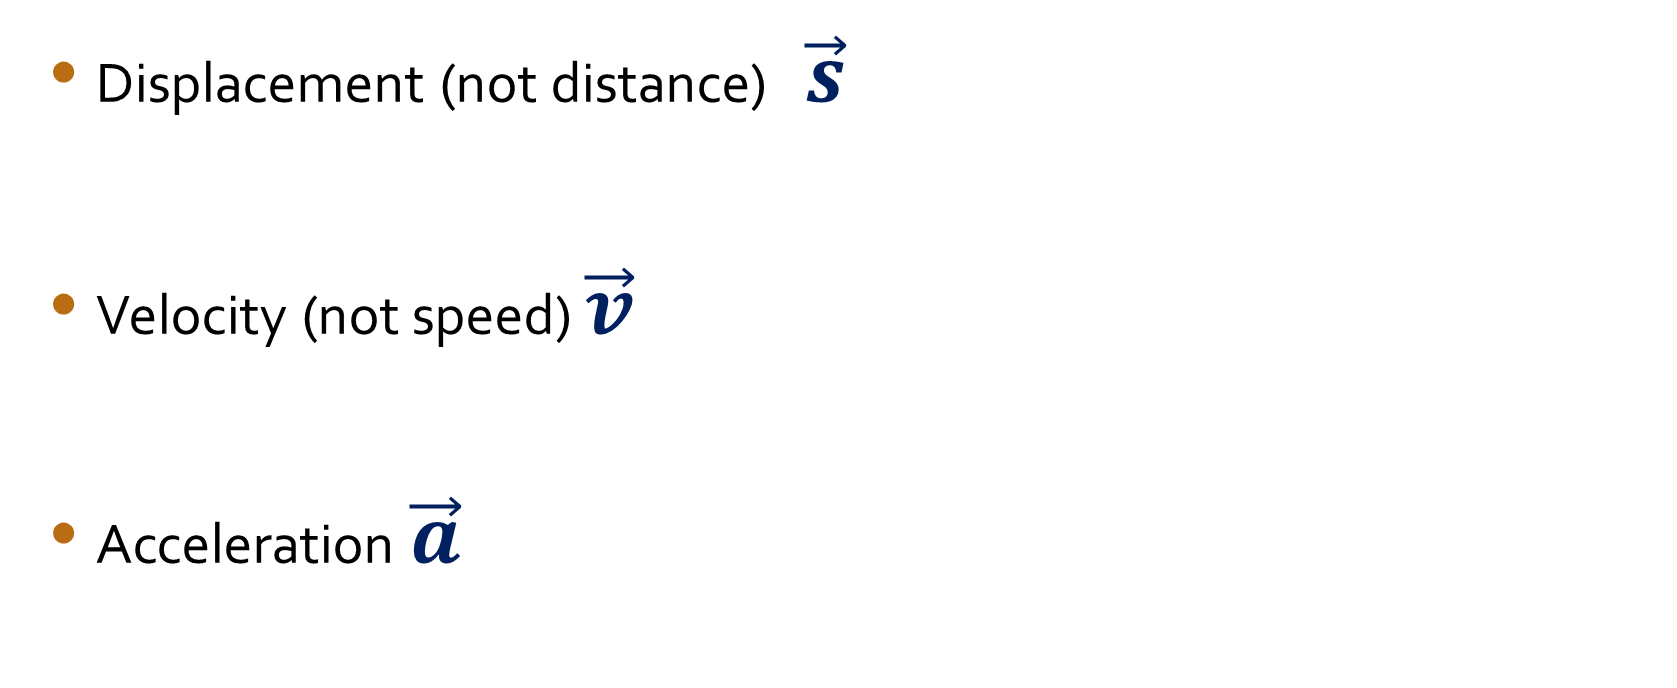 • Displacement (not distance) s⃗
• Velocity (not speed) v⃗
• Acceleration a⃗